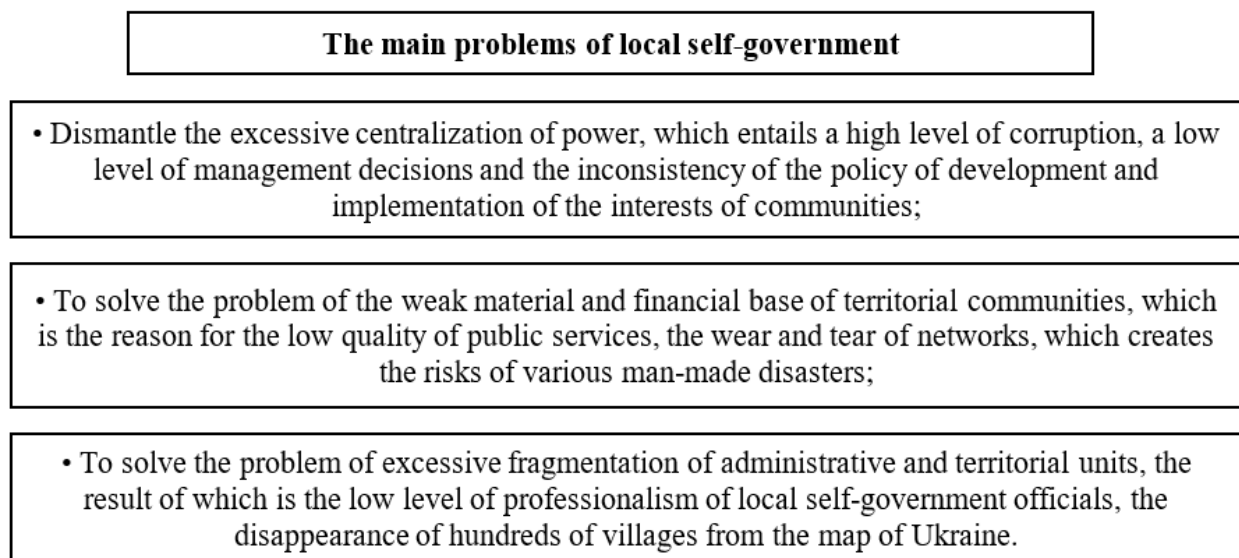 The main problems of local self-government
• Dismantle the excessive centralization of power, which entails a high level of corruption, a low
level of management decisions and the inconsistency of the policy of development and
implementation of the interests of communities;
• To solve the problem of the weak material and financial base of territorial communities, which
is the reason for the low quality of public services, the wear and tear of networks, which creates
the risks of various man-made disasters;
• To solve the problem of excessive fragmentation of administrative and territorial units, the
result of which is the low level of professionalism of local self-government officials, the
disappearance of hundreds of villages from the map of Ukraine.